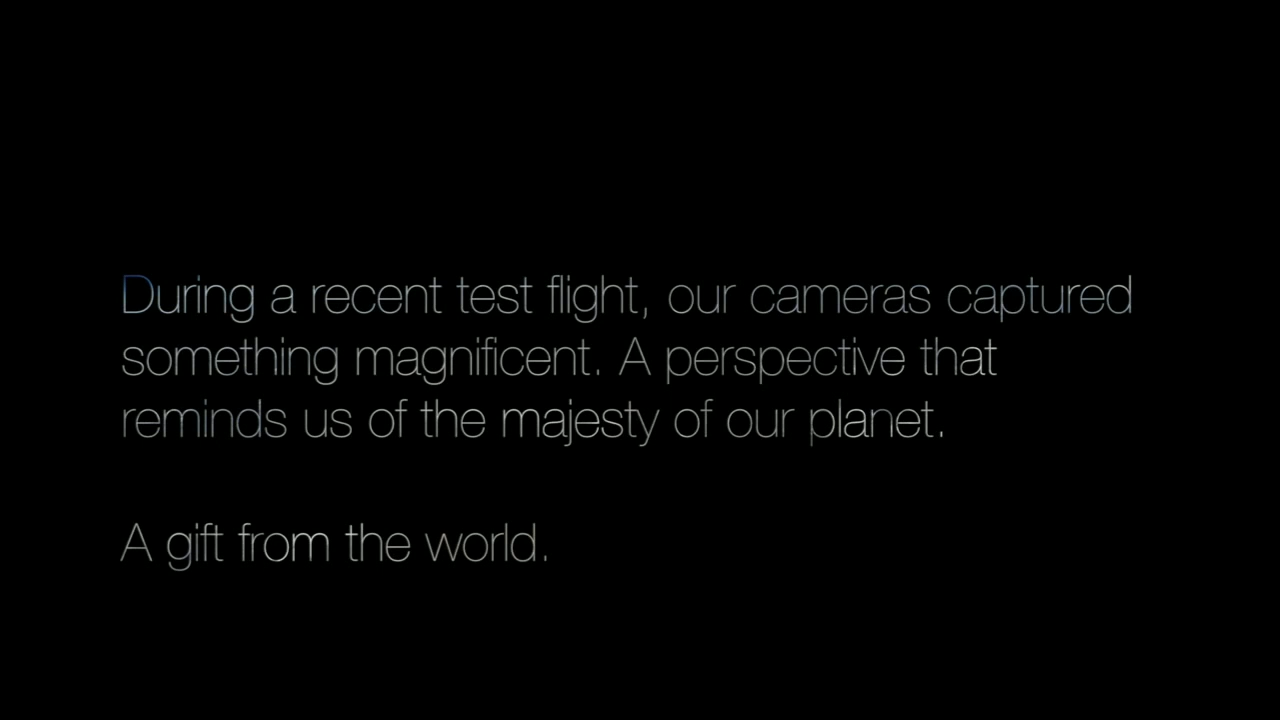 During a recent test flight, our cameras captured
something magnificent. A perspective that
reminds us of the majesty of our planet.
A gift from the world.